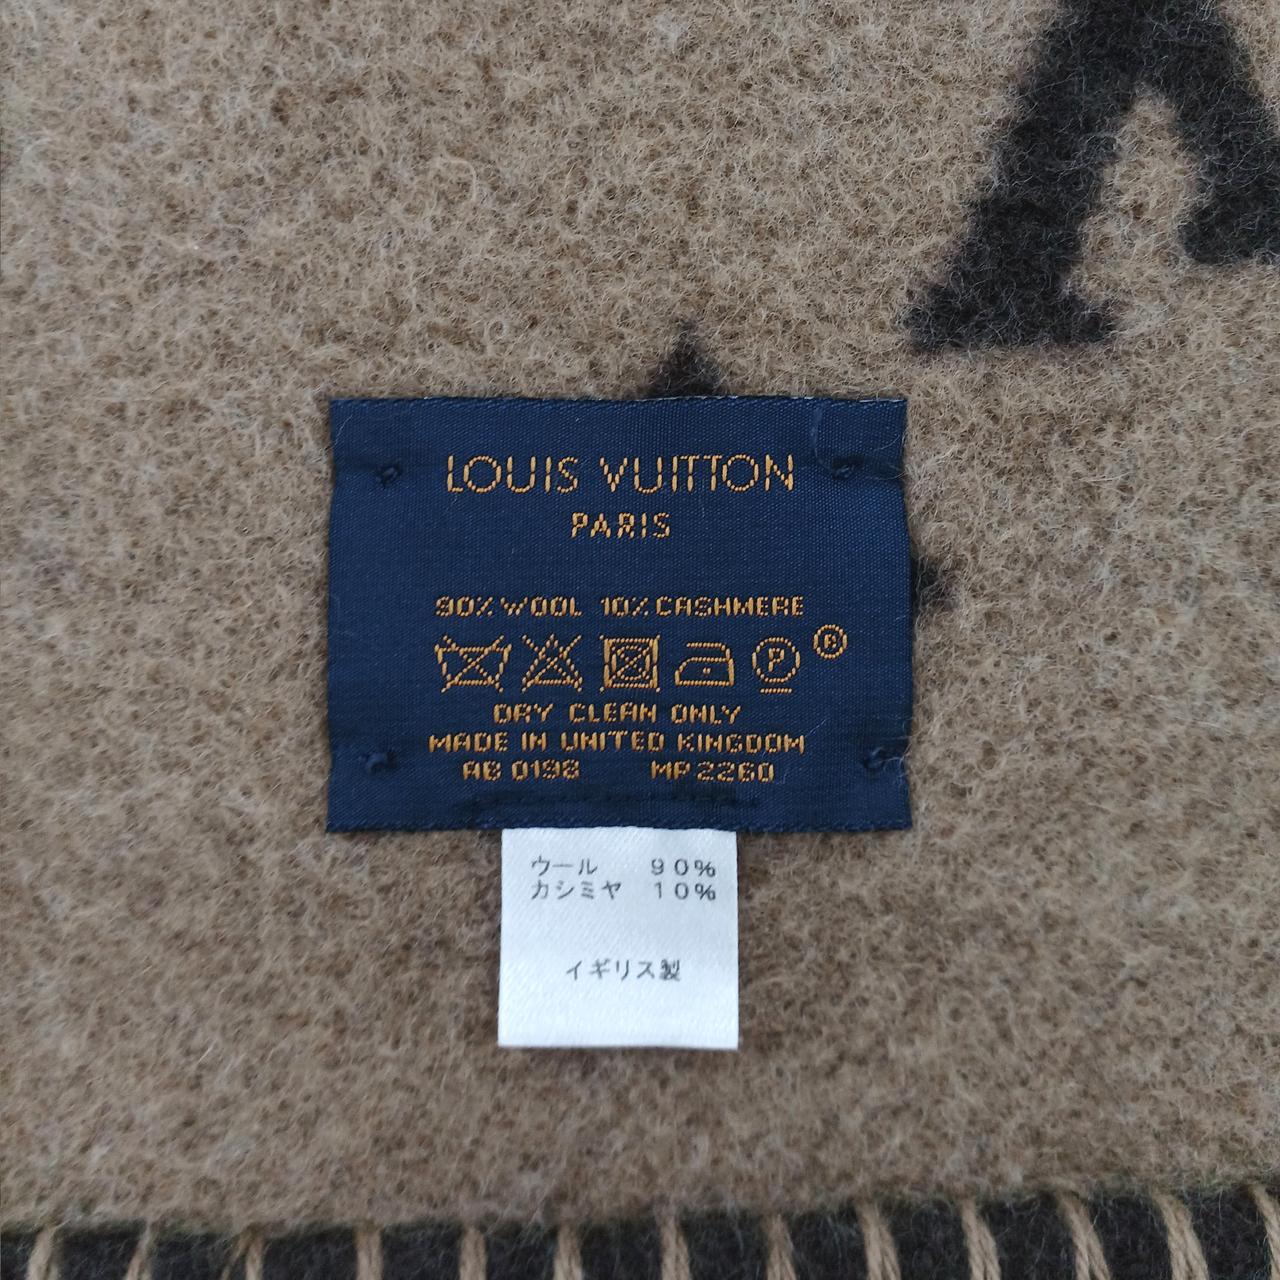 LOUIS VUITTON
PARIS
90% WOOL 10% CASHMERE
P ®
DRY CLEAN ONLY
MADE IN UNITED KINGDOM
AB 0198 MP 2260
ウール 90%
カシミヤ 10%
イギリス製